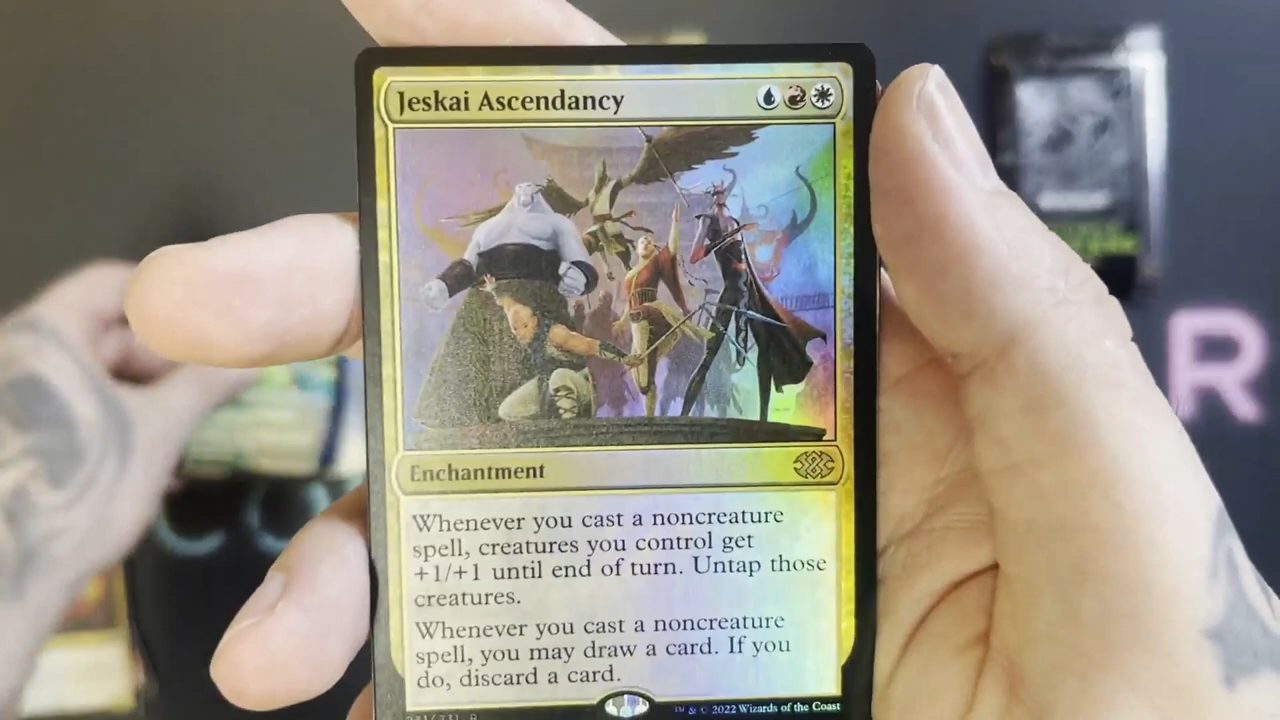 Jeskai Ascendancy
R
Enchantment
Whenever you cast a noncreature
spell, creatures you control get
+1/+1 until end of turn. Untap those
creatures.
Whenever you cast a noncreature
spell, you may draw a card. If you
do, discard a card.
™ & © 2022 Wizards of the Coast